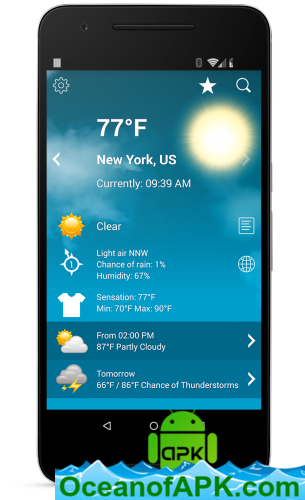 77°F
New York, US
Currently: 09:39 AM
Clear
Light air NNW
Chance of rain: 1%
Humidity: 67%
Sensation: 77°F
Min: 70°F Max: 90°F
From 02:00 PM
87°F Partly Cloudy
Tomorrow
66°F / 86°F Chance of Thunderstorms
apk
OceanofAPK.com